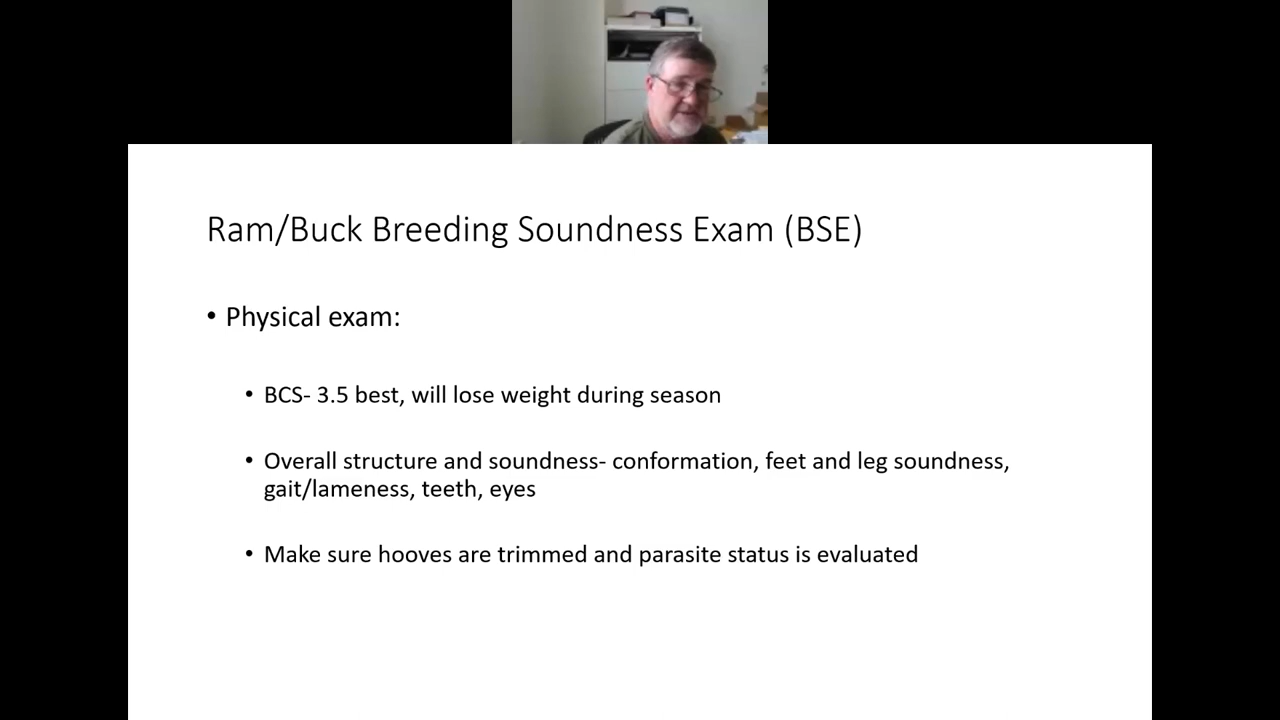 Ram/Buck Breeding Soundness Exam (BSE)
• Physical exam:
• BCS- 3.5 best, will lose weight during season
• Overall structure and soundness- conformation, feet and leg soundness,
gait/lameness, teeth, eyes
• Make sure hooves are trimmed and parasite status is evaluated